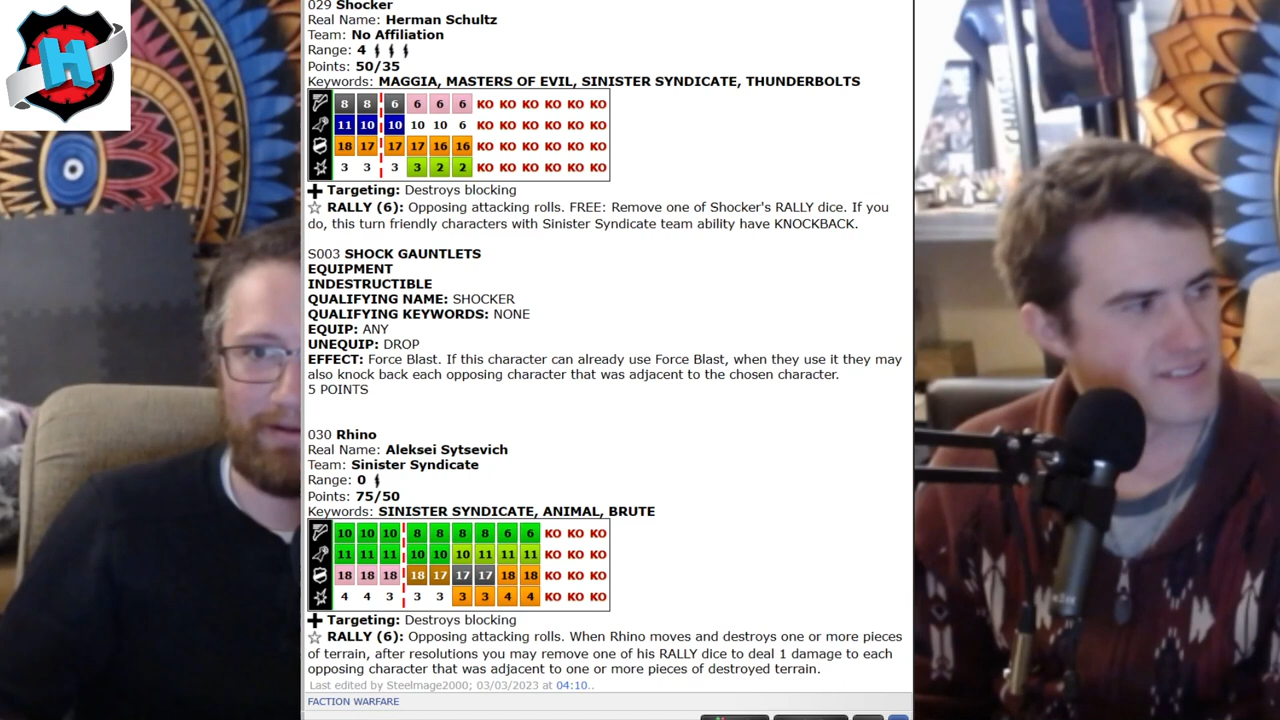 029 Shocker
Real Name: Herman Schultz
Team: No Affiliation
Range: 4
Points: 50/35
Keywords: MAGGIA, MASTERS OF EVIL, SINISTER SYNDICATE, THUNDERBOLTS
8 8 6 6 6 6 KO KO KO KO KO KO
11 10 10 10 10 6 KO KO KO KO KO KO
18 17 17 17 16 16 KO KO KO KO KO KO
3 3 3 3 2 2 KO KO KO KO KO KO
Targeting: Destroys blocking
☆ RALLY (6): Opposing attacking rolls. FREE: Remove one of Shocker's RALLY dice. If you
do, this turn friendly characters with Sinister Syndicate team ability have KNOCKBACK.
S003 SHOCK GAUNTLETS
EQUIPMENT
INDESTRUCTIBLE
QUALIFYING NAME: SHOCKER
QUALIFYING KEYWORDS: NONE
EQUIP: ANY
UNEQUIP: DROP
EFFECT: Force Blast. If this character can already use Force Blast, when they use it they may
also knock back each opposing character that was adjacent to the chosen character.
5 POINTS
030 Rhino
Real Name: Aleksei Sytsevich
Team: Sinister Syndicate
Range: 0
Points: 75/50
Keywords: SINISTER SYNDICATE, ANIMAL, BRUTE
10 10 10 8 8 8 8 6 6 KO KO KO
11 11 11 10 10 10 11 11 11 KO KO KO
18 18 18 18 17 17 17 18 18 KO KO KO
4 4 3 3 3 3 3 4 4 KO KO KO
Targeting: Destroys blocking
☆ RALLY (6): Opposing attacking rolls. When Rhino moves and destroys one or more pieces
of terrain, after resolutions you may remove one of his RALLY dice to deal 1 damage to each
opposing character that was adjacent to one or more pieces of destroyed terrain.
Last edited by Steelmage2000; 03/03/2023 at 04:10..
FACTION WARFARE
H